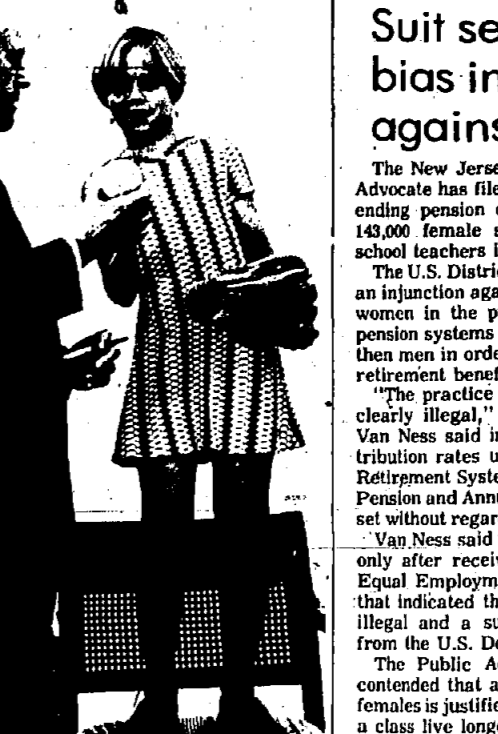 Suit se
bias in
agains
The New Jerse
Advocate has file
ending pension
143,000 female s
school teachers i
The U.S. Distri
an injunction aga
women in the p
pension systems
then men in orde
retirement benef
"The practice
clearly illegal,"
Van Ness said in
tribution rates u
Retirement Syste
Pension and Annu
set without regar
Van Ness said
only after recei
Equal Employm
that indicated th
illegal and a su
from the U.S. De
The Public A
contended that a
females is justifie
a class live longe